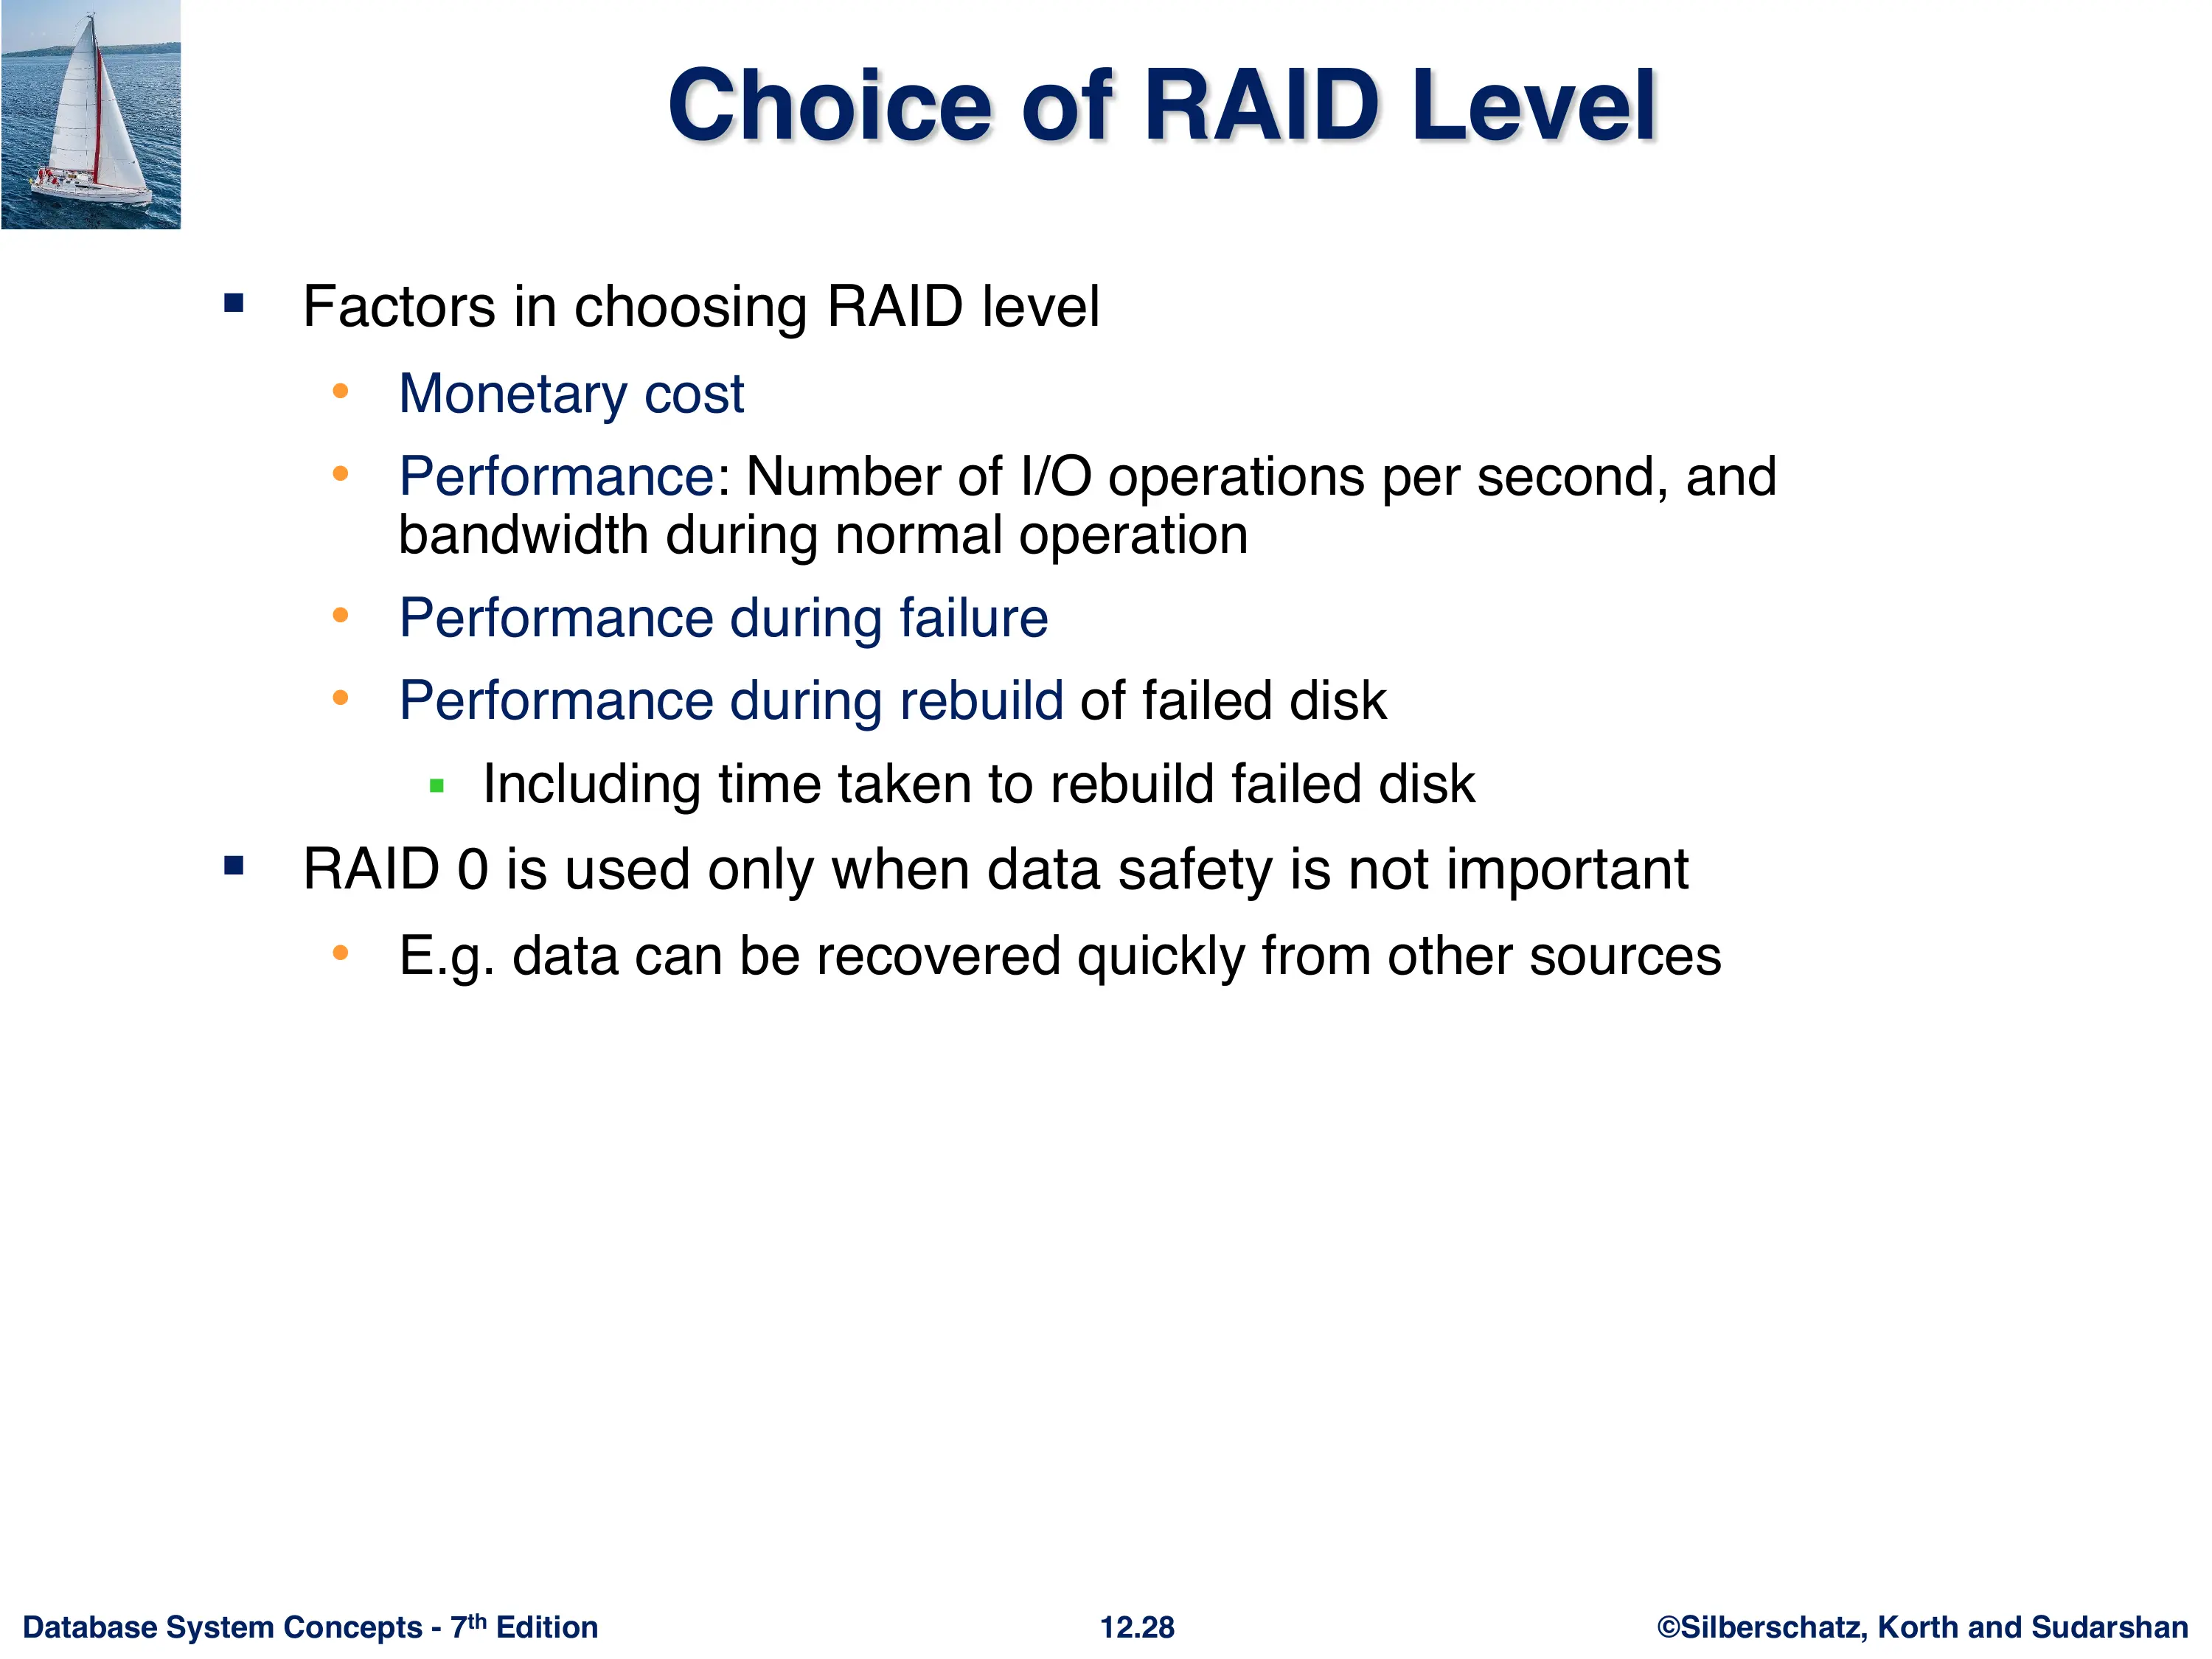 Choice of RAID Level
▪ Factors in choosing RAID level
• Monetary cost
• Performance: Number of I/O operations per second, and
bandwidth during normal operation
• Performance during failure
• Performance during rebuild of failed disk
▪ Including time taken to rebuild failed disk
▪ RAID 0 is used only when data safety is not important
• E.g. data can be recovered quickly from other sources
Database System Concepts - 7th Edition
12.28
©Silberschatz, Korth and Sudarshan